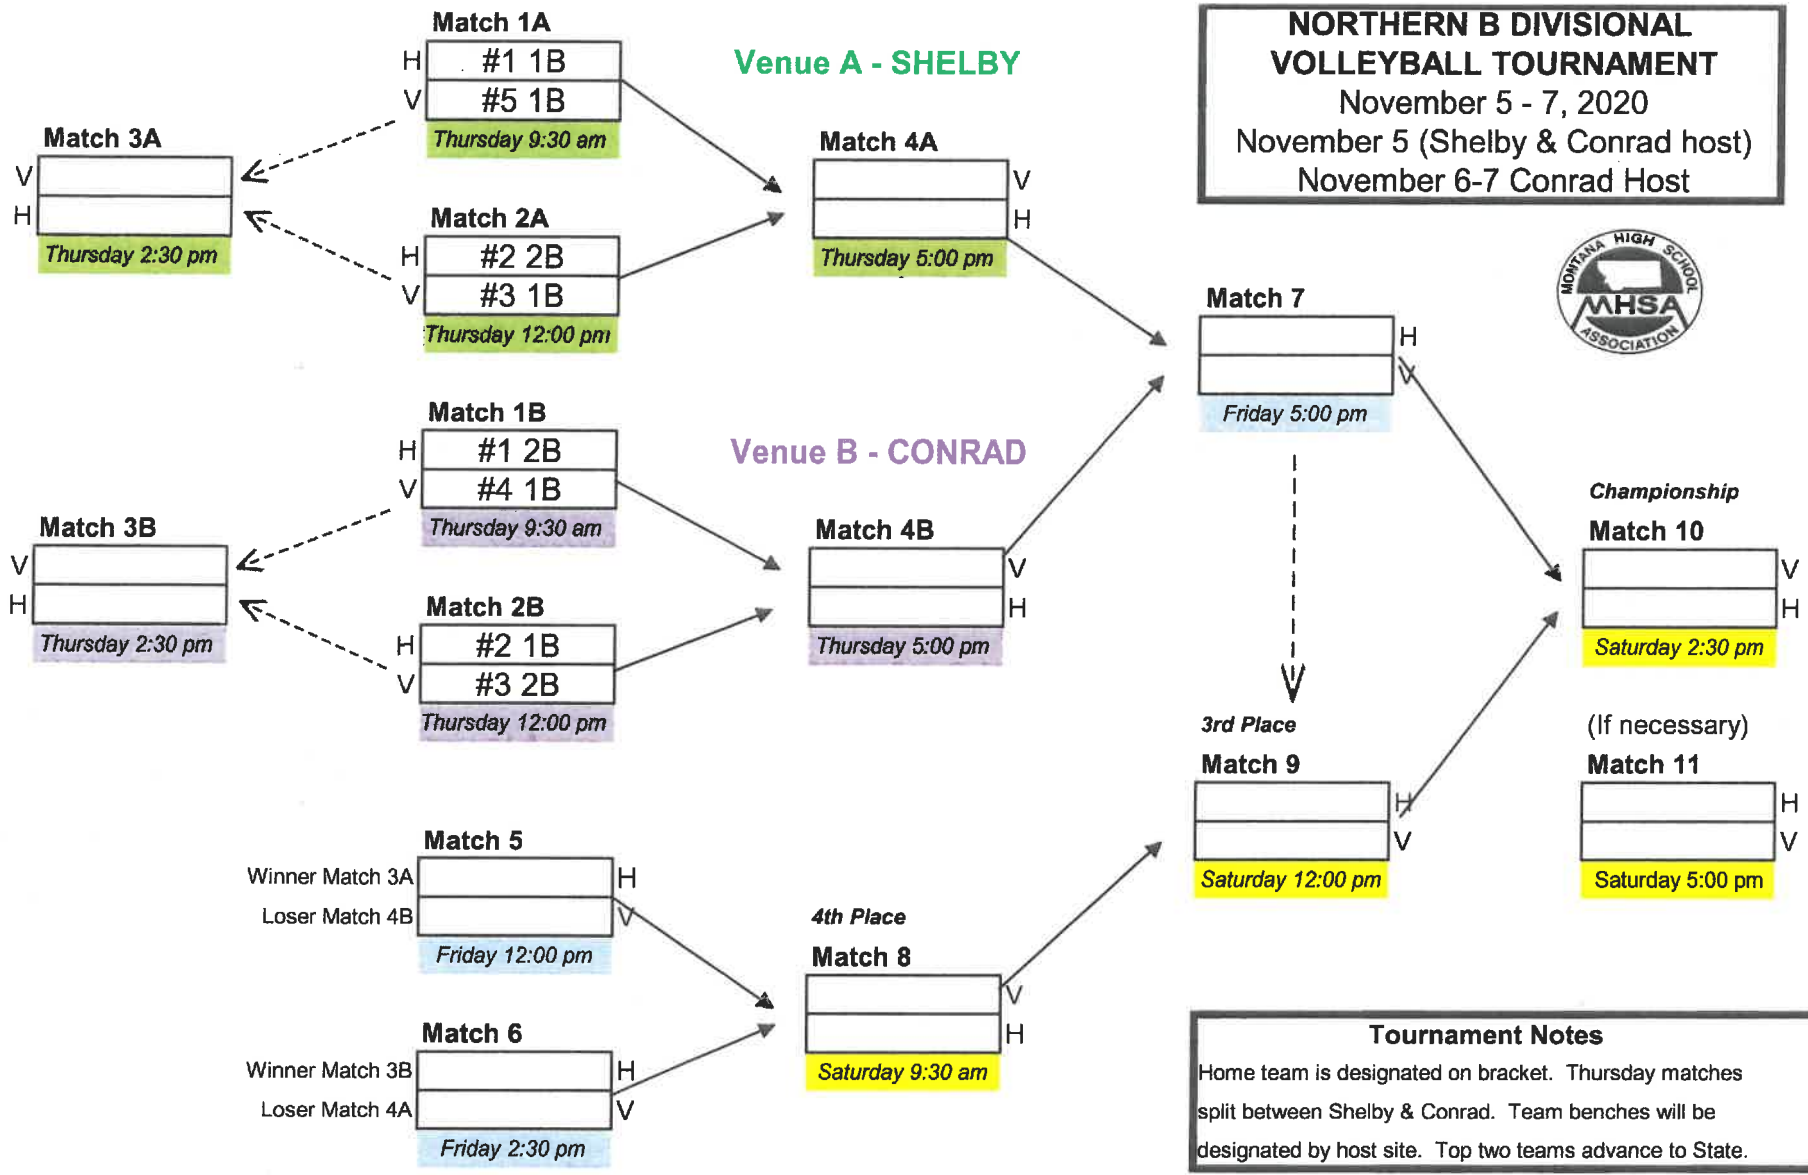 NORTHERN B DIVISIONAL
VOLLEYBALL TOURNAMENT
November 5 - 7, 2020
November 5 (Shelby & Conrad host)
November 6-7 Conrad Host
MONTANA HIGH SCHOOL
MHSA
ASSOCIATION
Venue A - SHELBY
Match 1A
H #1 1B
V #5 1B
Thursday 9:30 am
Match 3A
V
H
Thursday 2:30 pm
Match 2A
H #2 2B
V #3 1B
Thursday 12:00 pm
Match 4A
V
H
Thursday 5:00 pm
Match 7
H
V
Friday 5:00 pm
Venue B - CONRAD
Match 1B
H #1 2B
V #4 1B
Thursday 9:30 am
Match 3B
V
H
Thursday 2:30 pm
Match 2B
H #2 1B
V #3 2B
Thursday 12:00 pm
Match 4B
V
H
Thursday 5:00 pm
Championship
Match 10
V
H
Saturday 2:30 pm
3rd Place
Match 9
H
V
Saturday 12:00 pm
(If necessary)
Match 11
H
V
Saturday 5:00 pm
Match 5
Winner Match 3A H
Loser Match 4B V
Friday 12:00 pm
4th Place
Match 8
V
H
Saturday 9:30 am
Match 6
Winner Match 3B H
Loser Match 4A V
Friday 2:30 pm
Tournament Notes
Home team is designated on bracket. Thursday matches
split between Shelby & Conrad. Team benches will be
designated by host site. Top two teams advance to State.